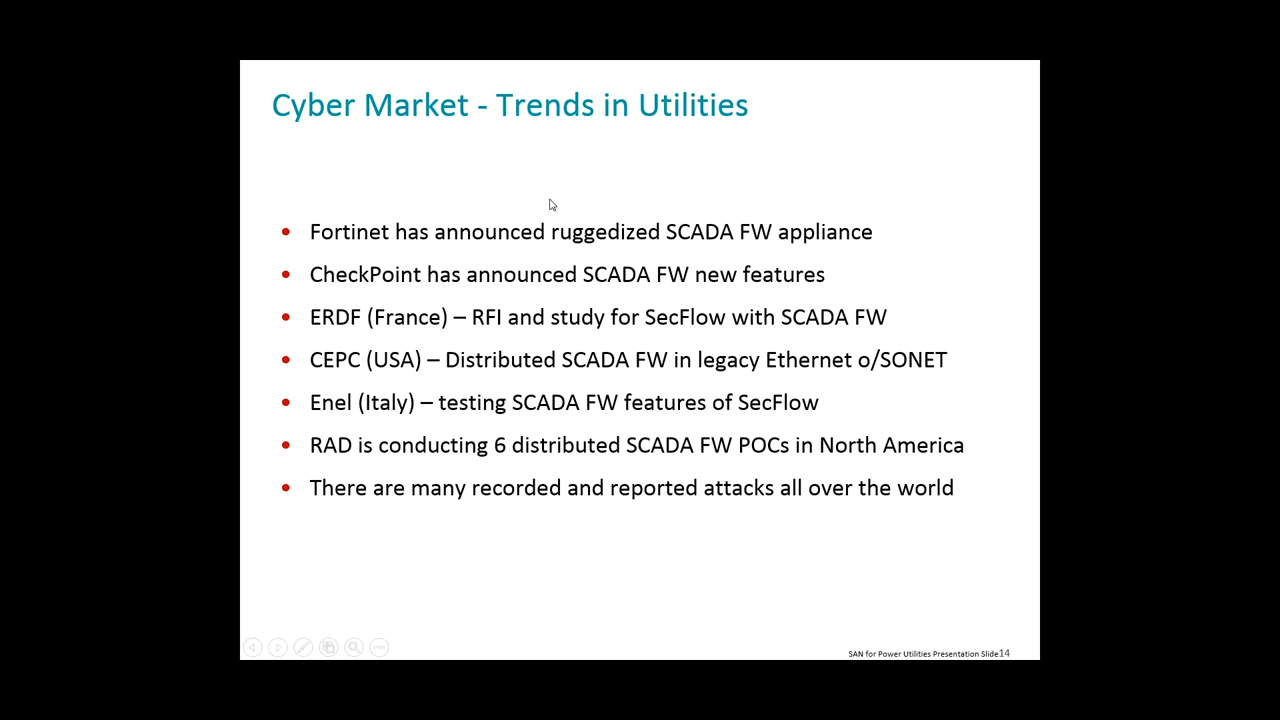 Cyber Market - Trends in Utilities
• Fortinet has announced ruggedized SCADA FW appliance
• CheckPoint has announced SCADA FW new features
• ERDF (France) – RFI and study for SecFlow with SCADA FW
• CEPC (USA) – Distributed SCADA FW in legacy Ethernet o/SONET
• Enel (Italy) – testing SCADA FW features of SecFlow
• RAD is conducting 6 distributed SCADA FW POCs in North America
• There are many recorded and reported attacks all over the world
SAN for Power Utilities Presentation Slide14